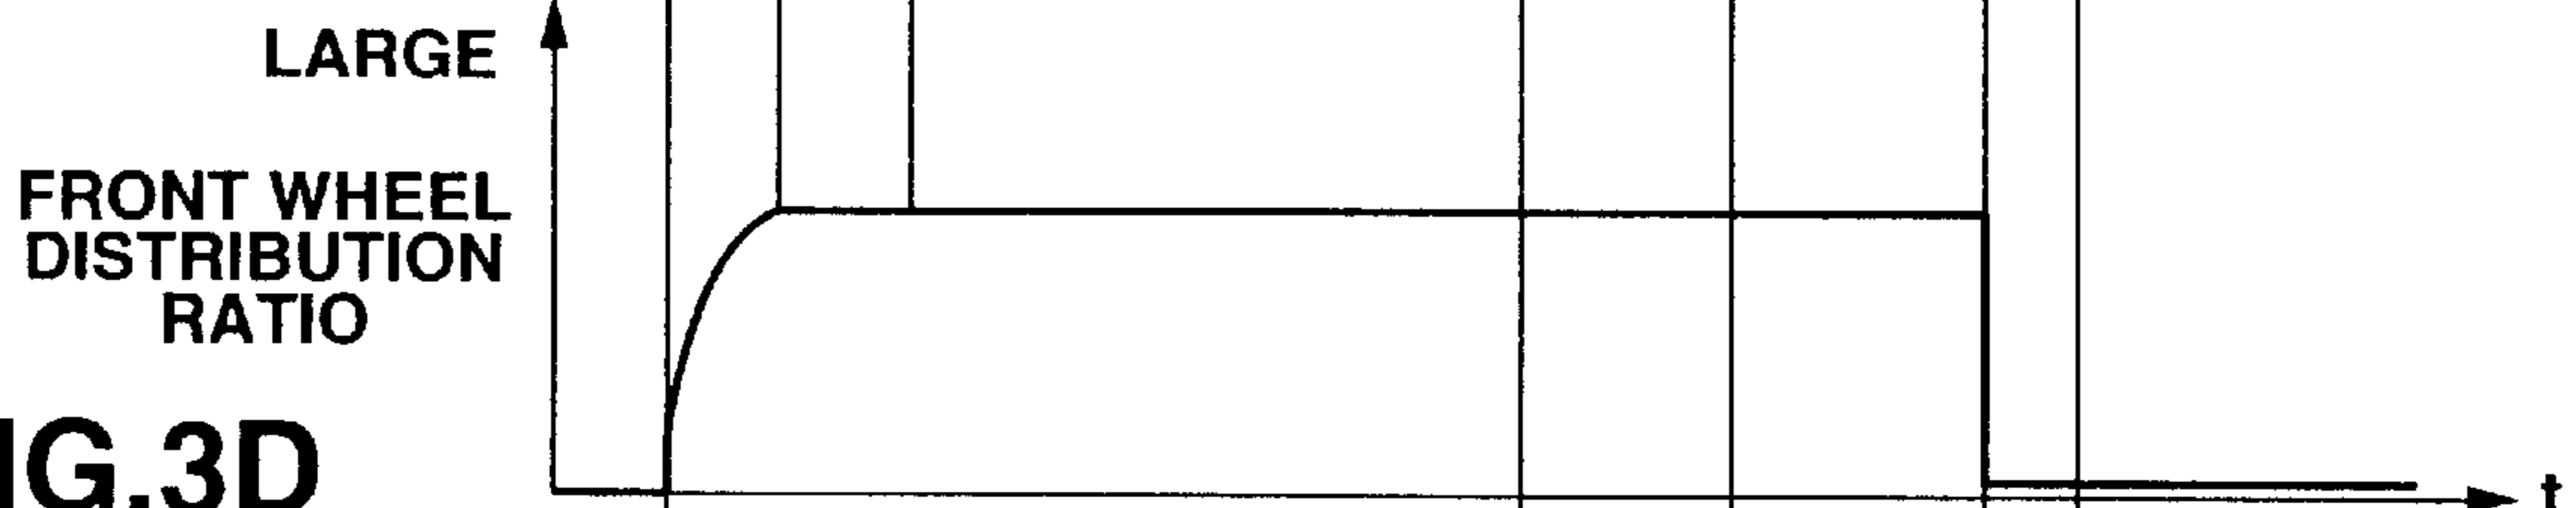 LARGE
FRONT WHEEL
DISTRIBUTION
RATIO
IG.3D
t